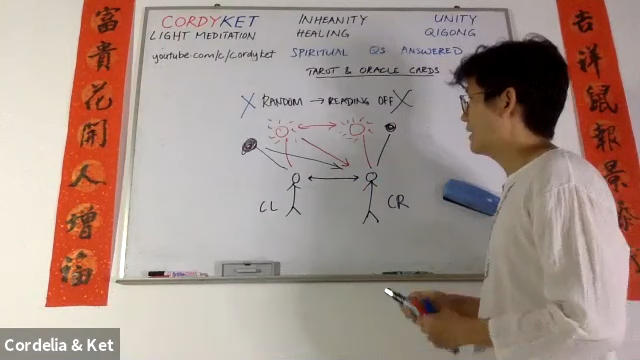 富貴花開人增福
CORDYKET INHEANITY UNITY
LIGHT MEDITATION HEALING QIGONG
youtube.com/c/cordyket SPIRITUAL QS ANSWERED
TAROT & ORACLE CARDS
X RANDOM → READING OFF X
CL CR
吉祥鼠報景
Cordelia & Ket